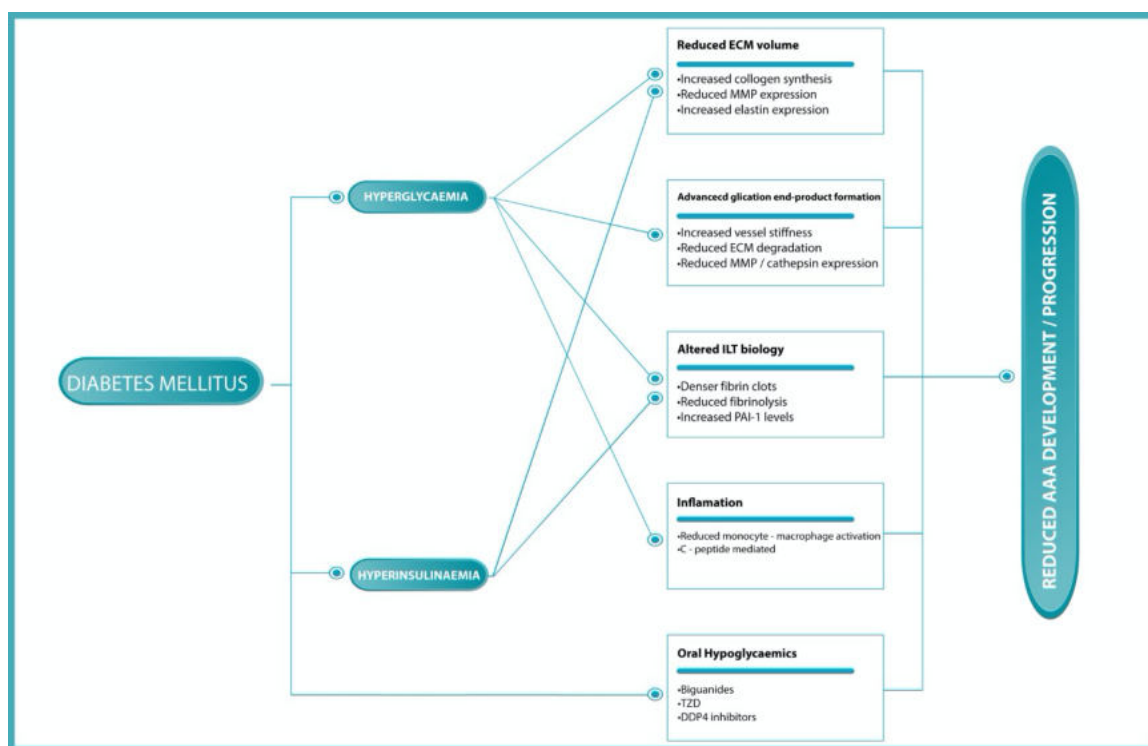 DIABETES MELLITUS
HYPERGLYCAEMIA
HYPERINSULINAEMIA
Reduced ECM volume
•Increased collagen synthesis
•Reduced MMP expression
•Increased elastin expression
Advancecd glication end-product formation
•Increased vessel stiffness
•Reduced ECM degradation
•Reduced MMP / cathepsin expression
Altered ILT biology
•Denser fibrin clots
•Reduced fibrinolysis
•Increased PAI-1 levels
Inflamation
•Reduced monocyte - macrophage activation
•C - peptide mediated
Oral Hypoglycaemics
•Biguanides
•TZD
•DDP4 inhibitors
REDUCED AAA DEVELOPMENT / PROGRESSION